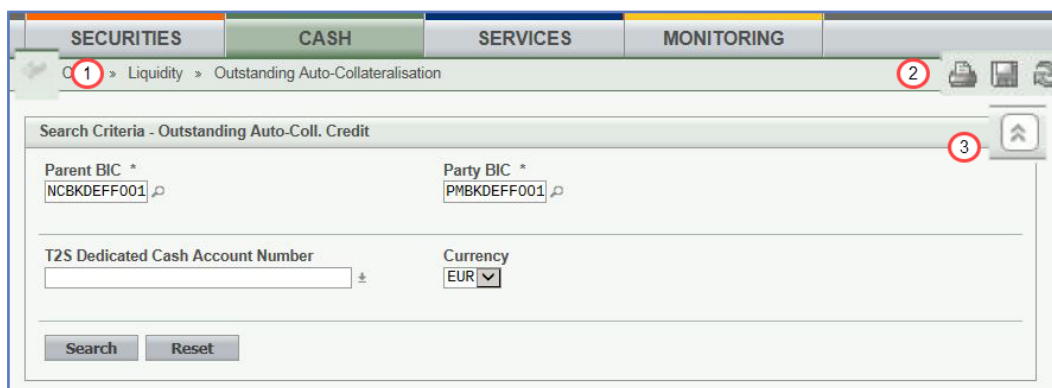 SECURITIES CASH SERVICES MONITORING
1 » Liquidity » Outstanding Auto-Collateralisation 2
Search Criteria - Outstanding Auto-Coll. Credit
3
Parent BIC * Party BIC *
NCBKDEFF001 PMBKDEFF001
T2S Dedicated Cash Account Number Currency
EUR
Search Reset